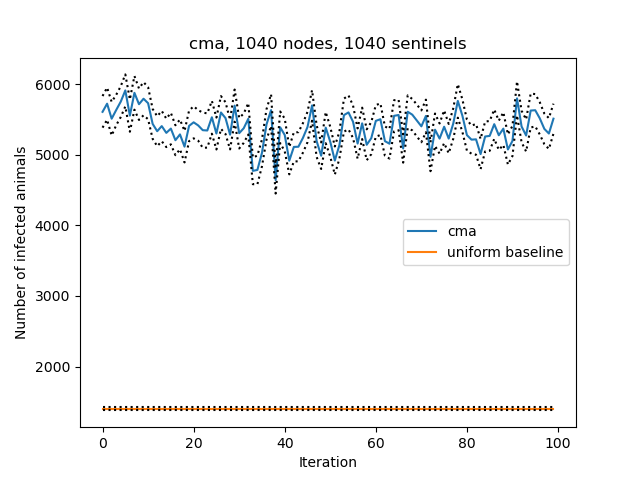 cma, 1040 nodes, 1040 sentinels
Number of infected animals
6000
5000
4000
3000
2000
cma
uniform baseline
0
20
40
60
80
100
Iteration